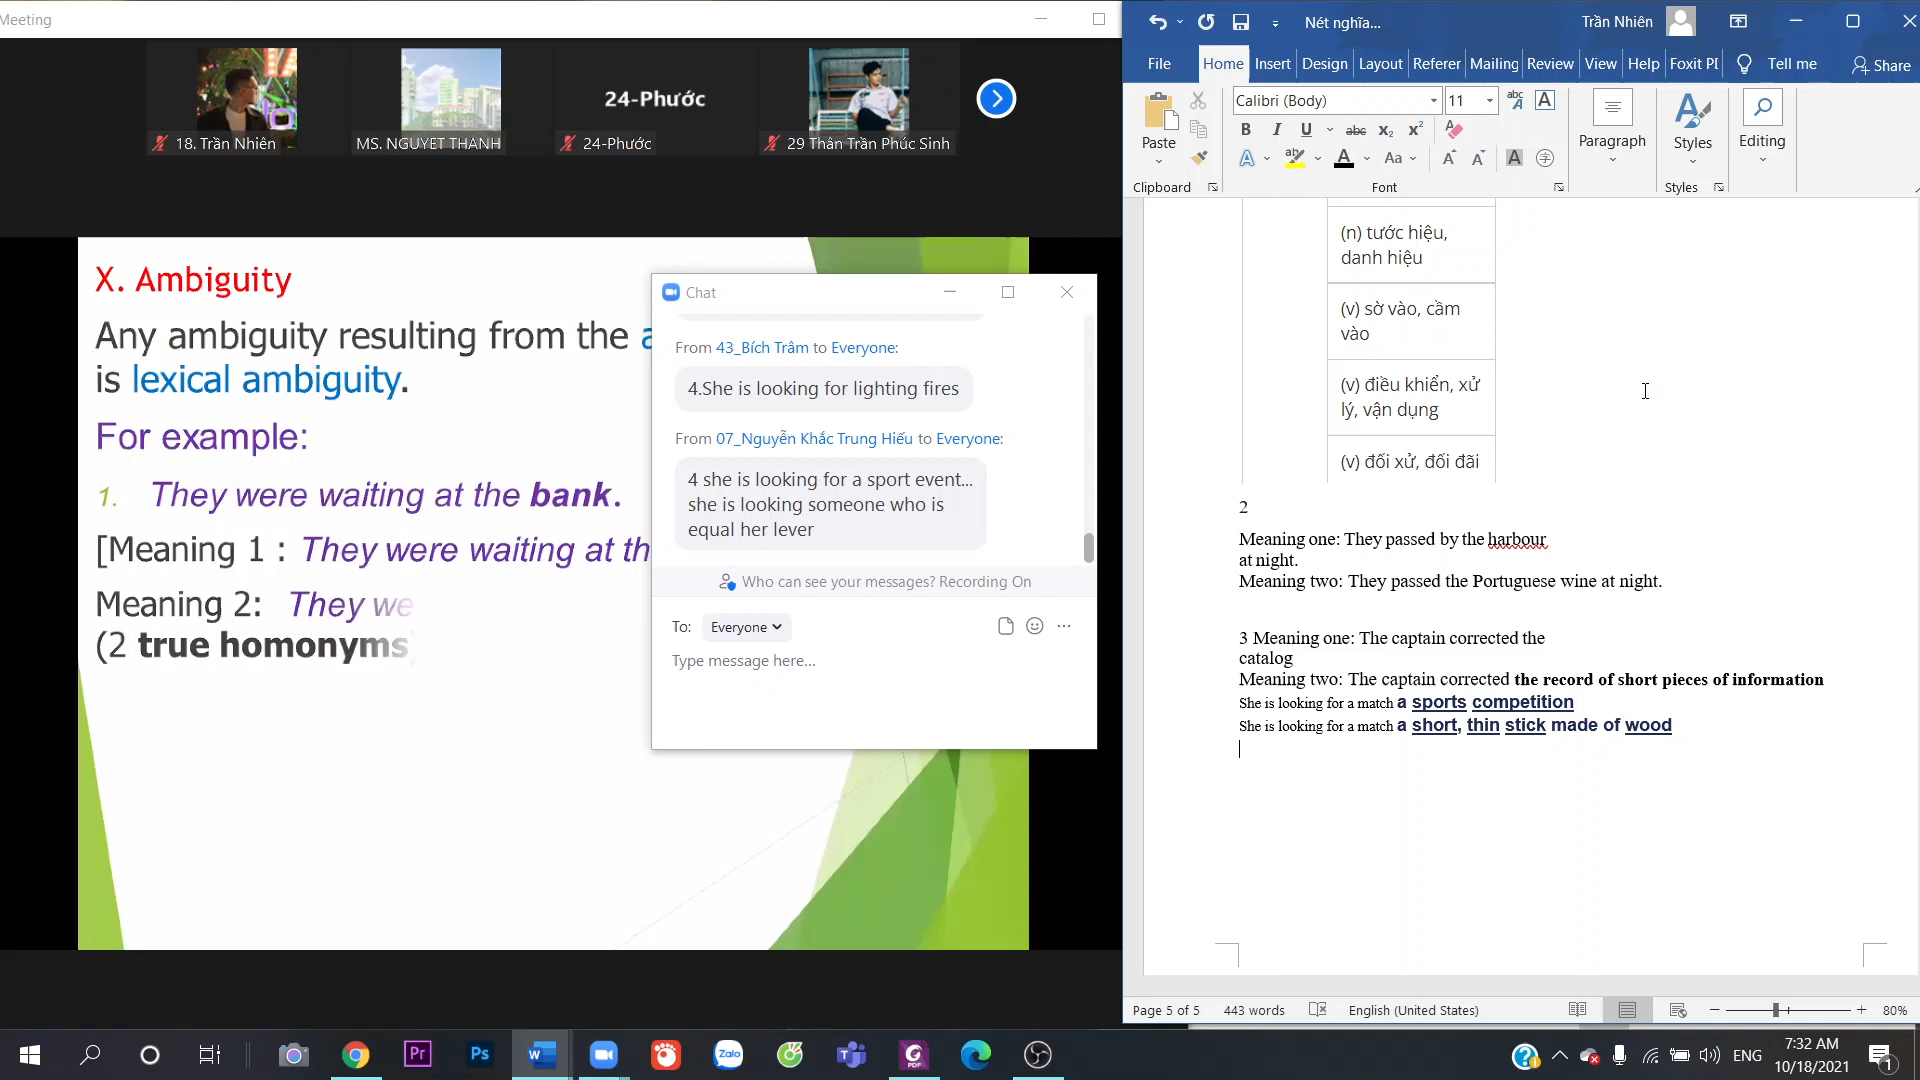 Meeting
18. Trần Nhiên
MS. NGUYET THANH
24-Phước
24-Phước
29 Thân Trần Phúc Sinh
X. Ambiguity
Any ambiguity resulting from the
is lexical ambiguity.
For example:
1. They were waiting at the bank.
[Meaning 1 : They were waiting at th
Meaning 2: They we
(2 true homonyms)
Chat
From 43_Bích Trâm to Everyone:
4.She is looking for lighting fires
From 07_Nguyễn Khắc Trung Hiếu to Everyone:
4 she is looking for a sport event...
she is looking someone who is
equal her lever
Who can see your messages? Recording On
To: Everyone
Type message here...
Nét nghĩa...
Trần Nhiên
File Home Insert Design Layout Referer Mailing Review View Help Foxit Tell me Share
Calibri (Body) 11
Paste
Paragraph
Styles
Editing
Clipboard
Font
Styles
(n) tước hiệu,
danh hiệu
(v) sờ vào, cầm
vào
(v) điều khiển, xử
lý, vận dụng
(v) đối xử, đối đãi
2
Meaning one: They passed by the harbour
at night.
Meaning two: They passed the Portuguese wine at night.
3 Meaning one: The captain corrected the
catalog
Meaning two: The captain corrected the record of short pieces of information
She is looking for a match a sports competition
She is looking for a match a short, thin stick made of wood
Page 5 of 5 443 words English (United States) 80%
Pr
Ps
Zalo
PDF
ENG
7:32 AM
10/18/2021
1